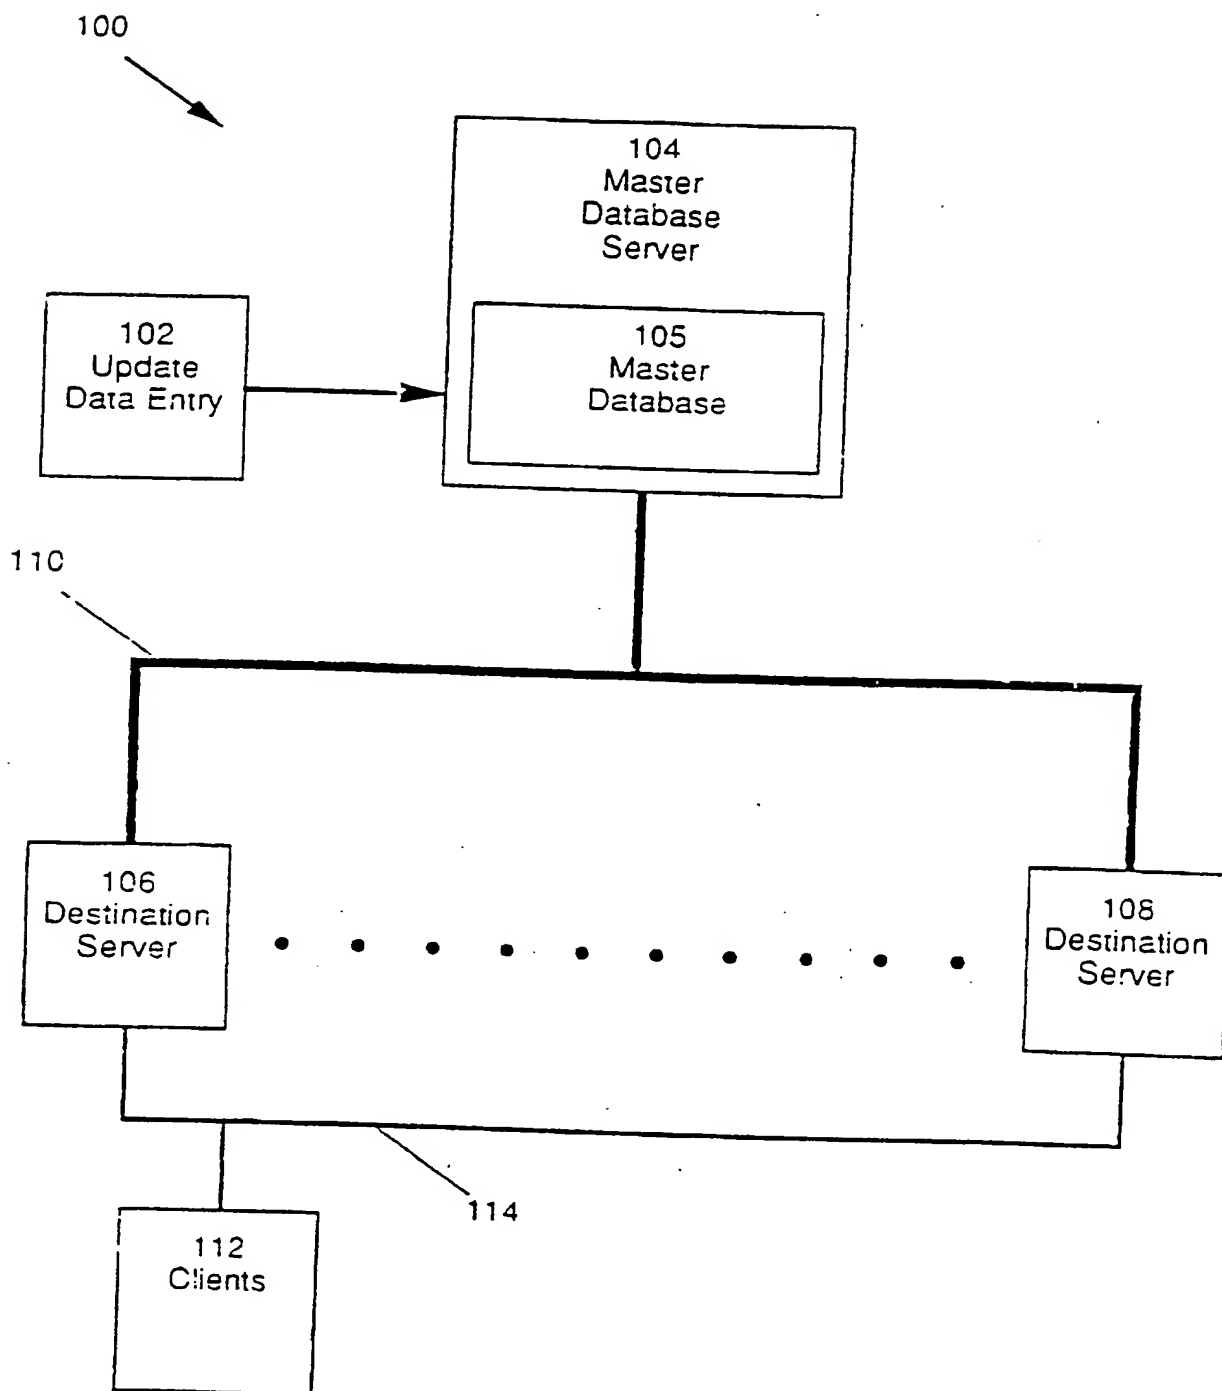 100
104
Master
Database
Server
102
Update
Data Entry
105
Master
Database
110
106
Destination
Server
108
Destination
Server
114
112
Clients